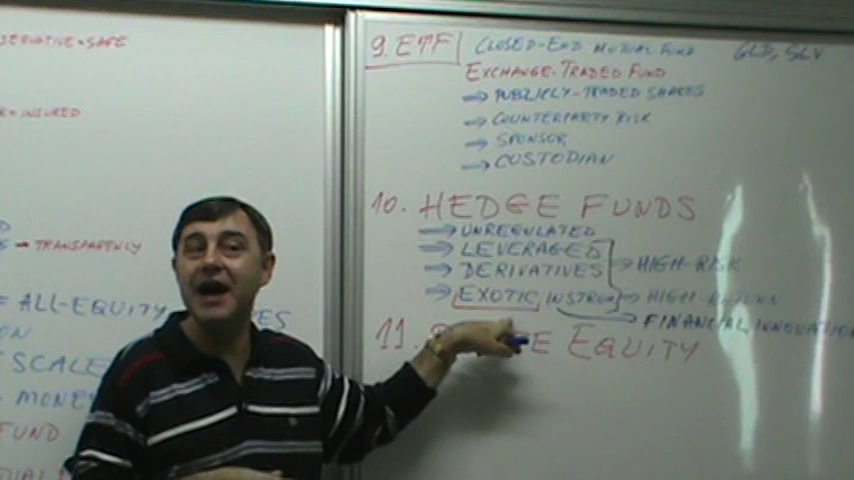 = SAFE
INSURED
→ TRANSPARENCY
= ALL-EQUITY
SCALE
MONEY
FUND
9. ETF
CLOSED-END MUTUAL FUND
GLD, SLV
EXCHANGE-TRADED FUND
⇒ PUBLICLY-TRADED SHARES
⇒ COUNTERPARTY RISK
⇒ SPONSOR
⇒ CUSTODIAN
10. HEDGE FUNDS
⇒ UNREGULATED
⇒ LEVERAGED
⇒ DERIVATIVES ⇒ HIGH-RISK
⇒ EXOTIC INSTRUM ⇒ HIGH-RETURN
FINANCIAL INNOVATION
11. EQUITY